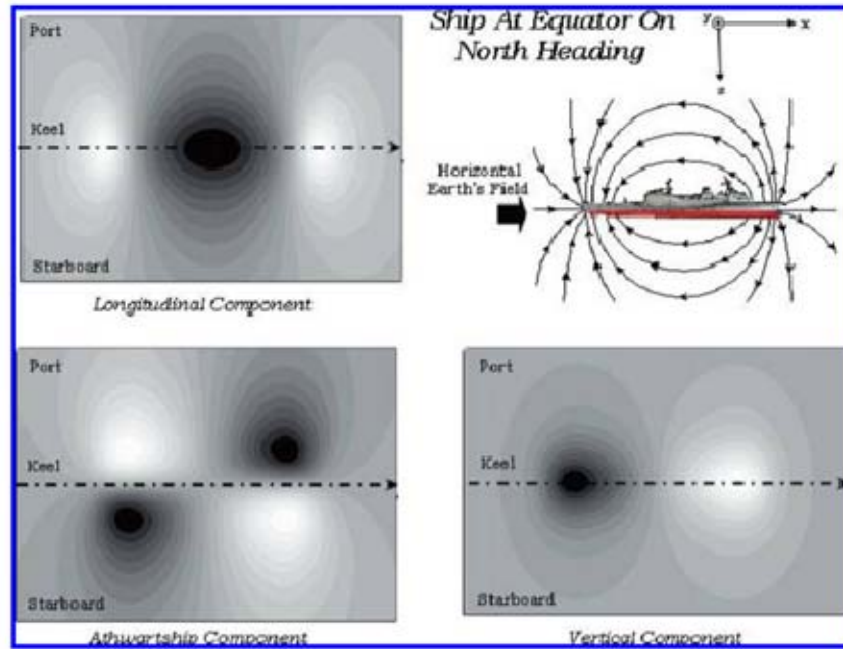 Port
Keel
Starboard
Longitudinal Component
Ship At Equator On
North Heading
y
x
z
Horizontal
Earth's Field
Port
Keel
Starboard
Athwartship Component
Port
Keel
Starboard
Vertical Component